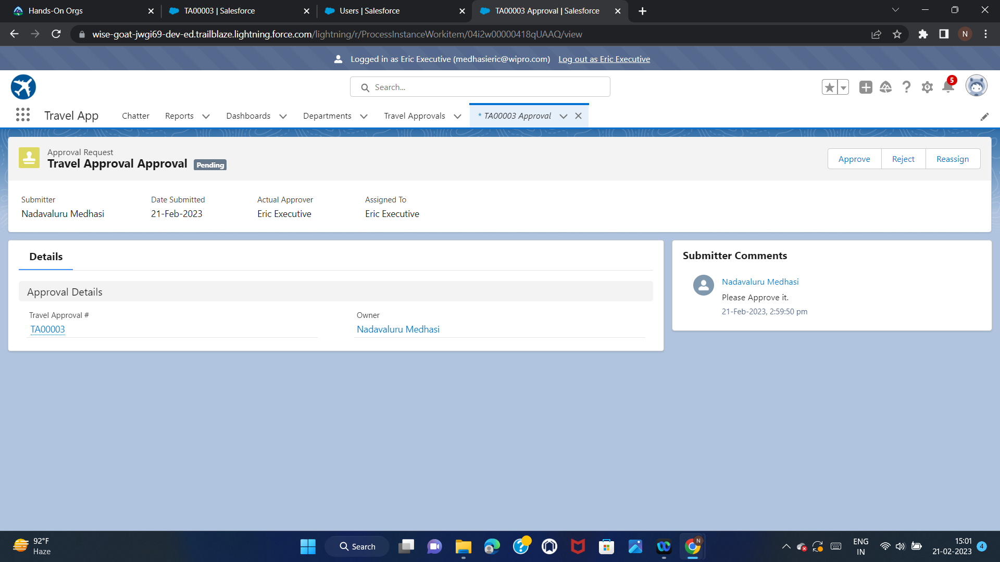 Hands-On Orgs
TA00003 | Salesforce
Users | Salesforce
TA00003 Approval | Salesforce
wise-goat-jwgi69-dev-ed.trailblaze.lightning.force.com/lightning/r/ProcessInstanceWorkitem/04i2w00000418qUAAQ/view
N
Logged in as Eric Executive (medhasieric@wipro.com) Log out as Eric Executive
Search...
5
Travel App
Chatter
Reports
Dashboards
Departments
Travel Approvals
* TA00003 Approval
Approval Request
Travel Approval Approval Pending
Approve
Reject
Reassign
Submitter
Date Submitted
Actual Approver
Assigned To
Nadavaluru Medhasi
21-Feb-2023
Eric Executive
Eric Executive
Details
Approval Details
Travel Approval #
Owner
TA00003
Nadavaluru Medhasi
Submitter Comments
Nadavaluru Medhasi
Please Approve it.
21-Feb-2023, 2:59:50 pm
92°F
Haze
Search
N
ENG
IN
15:01
21-02-2023
4